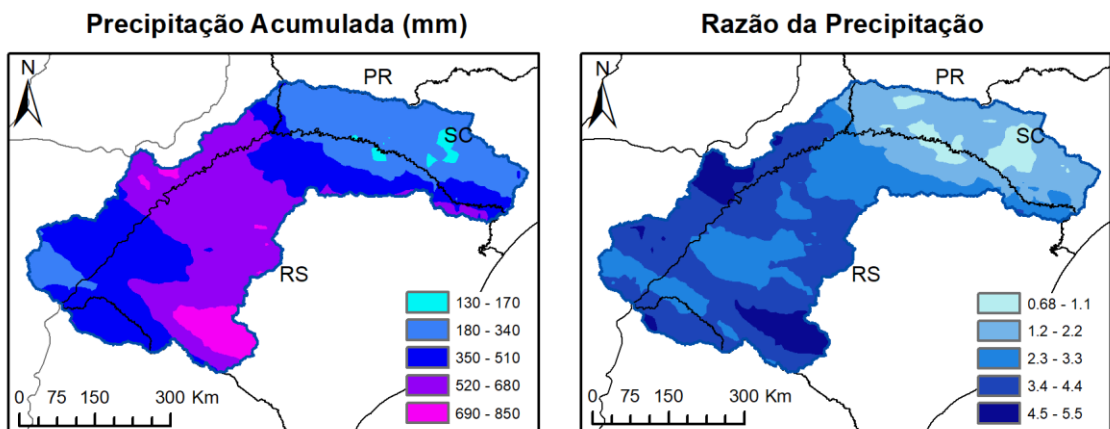 Precipitação Acumulada (mm)
N
PR
SC
RS
130 - 170
180 - 340
350 - 510
520 - 680
690 - 850
0 75 150 300 Km
Razão da Precipitação
N
PR
SC
RS
0.68 - 1.1
1.2 - 2.2
2.3 - 3.3
3.4 - 4.4
4.5 - 5.5
0 75 150 300 Km